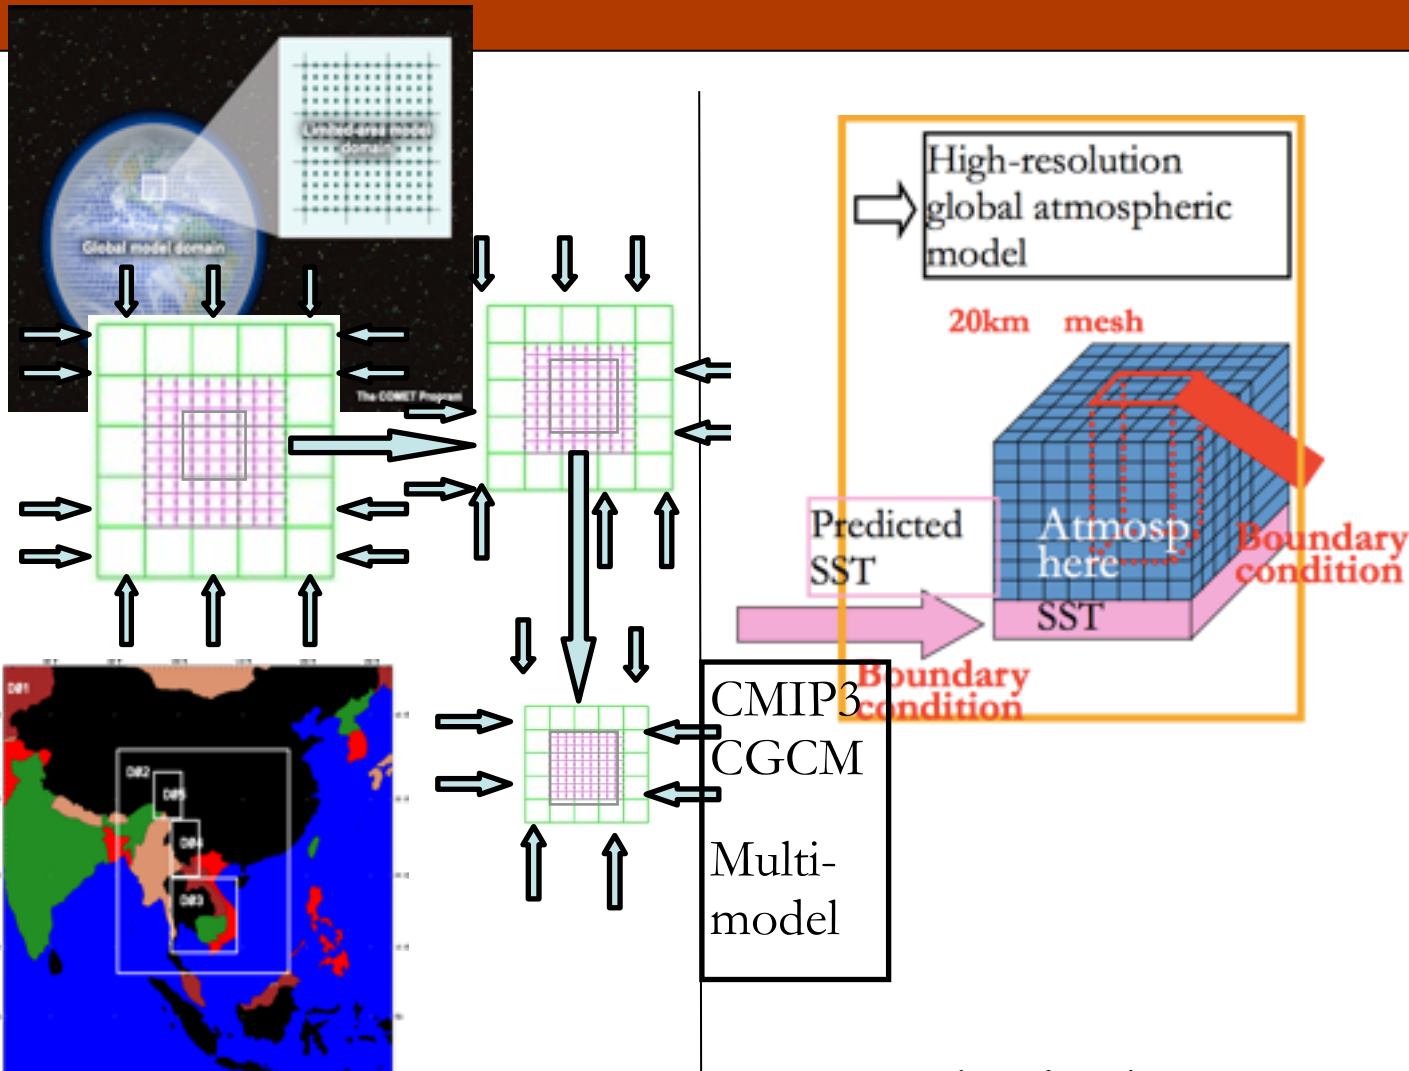 Limited-area model
domain
Global model domain
The COMET Program
High-resolution
global atmospheric
model
20km mesh
Predicted
SST
Atmosp
here
SST
Boundary
condition
Boundary
condition
CMIP3
CGCM
Multi-
model
D01
D02
D05
D04
D03